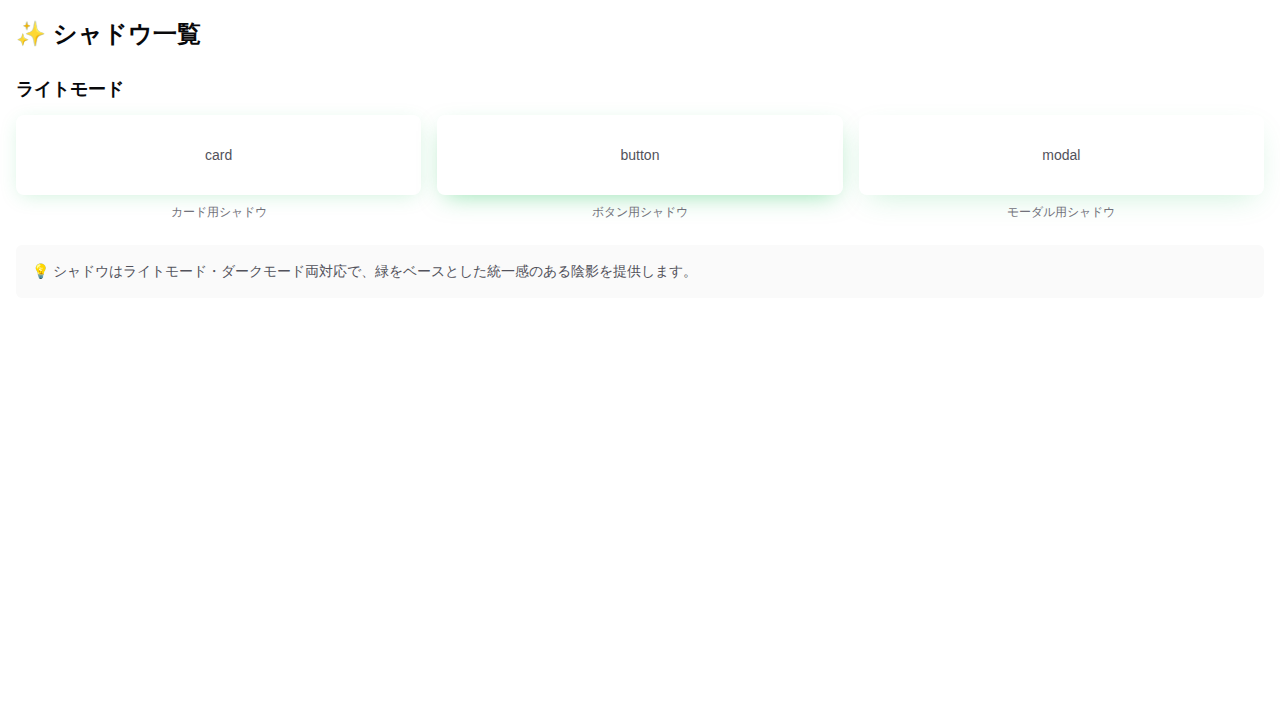 ✨ シャドウ一覧
ライトモード
card
button
modal
カード用シャドウ
ボタン用シャドウ
モーダル用シャドウ
💡 シャドウはライトモード・ダークモード両対応で、緑をベースとした統一感のある陰影を提供します。